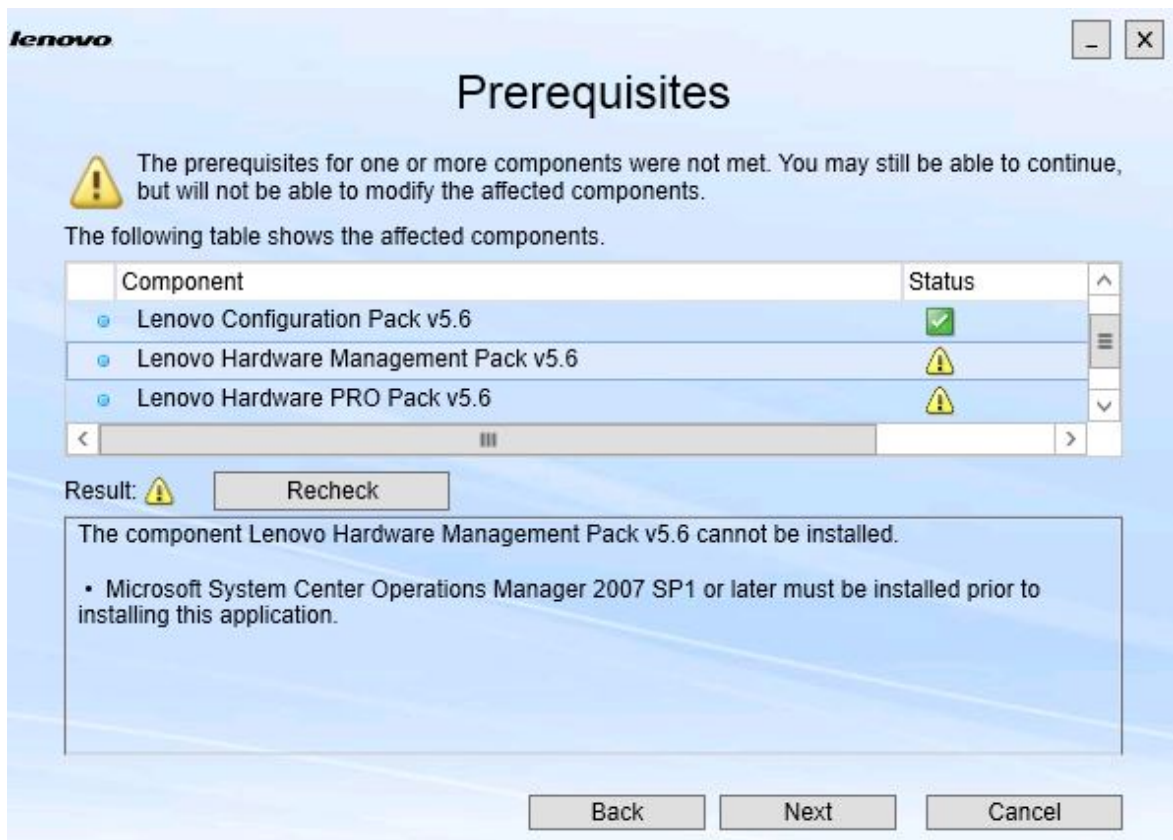 lenovo
Prerequisites
The prerequisites for one or more components were not met. You may still be able to continue,
but will not be able to modify the affected components.
The following table shows the affected components.
Component Status
Lenovo Configuration Pack v5.6
Lenovo Hardware Management Pack v5.6
Lenovo Hardware PRO Pack v5.6
Result: Recheck
The component Lenovo Hardware Management Pack v5.6 cannot be installed.
• Microsoft System Center Operations Manager 2007 SP1 or later must be installed prior to
installing this application.
Back Next Cancel